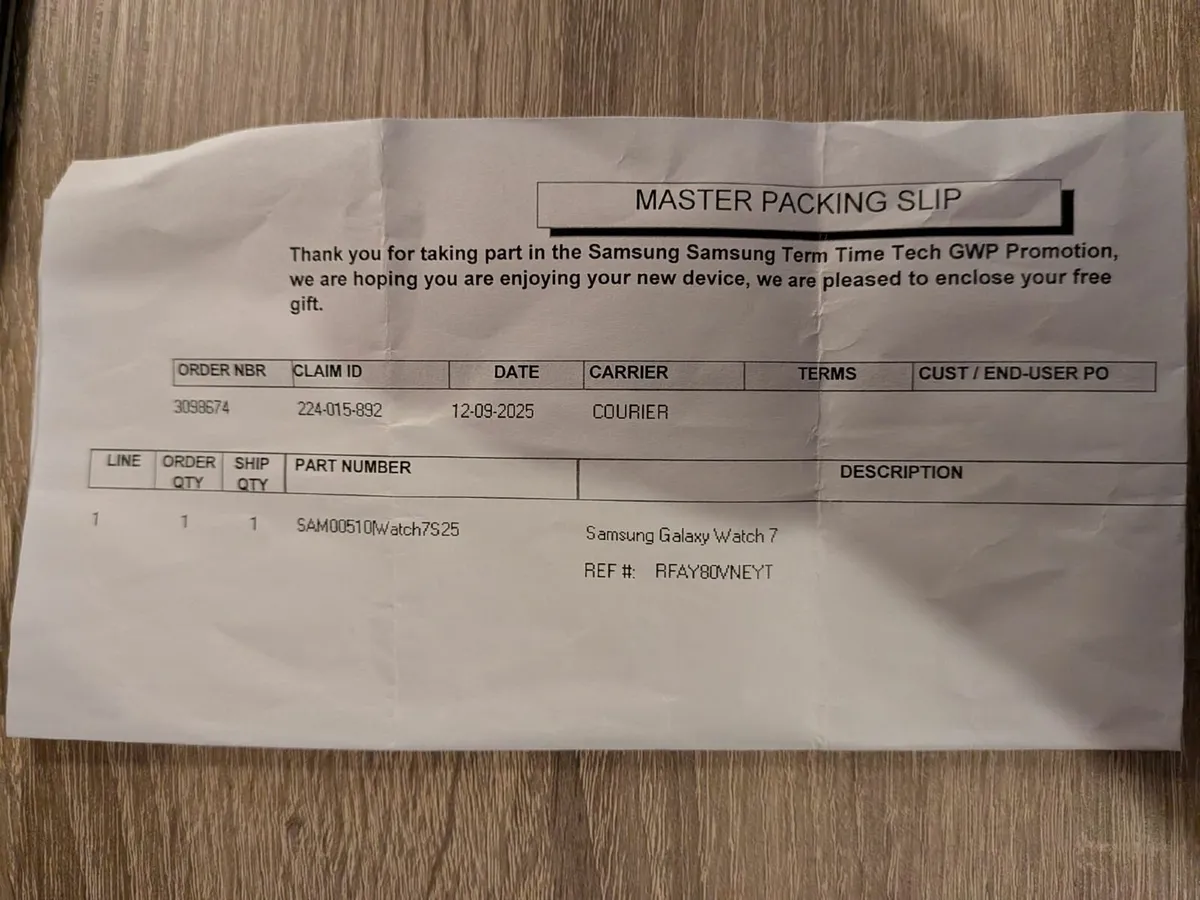 MASTER PACKING SLIP
Thank you for taking part in the Samsung Samsung Term Time Tech GWP Promotion,
we are hoping you are enjoying your new device, we are pleased to enclose your free
gift.
ORDER NBR CLAIM ID DATE CARRIER TERMS CUST / END-USER PO
3098674 224-015-892 12-09-2025 COURIER
LINE ORDER QTY SHIP QTY PART NUMBER DESCRIPTION
1 1 1 SAM00510|Watch7S25 Samsung Galaxy Watch 7
REF #: RFAY80VNEYT